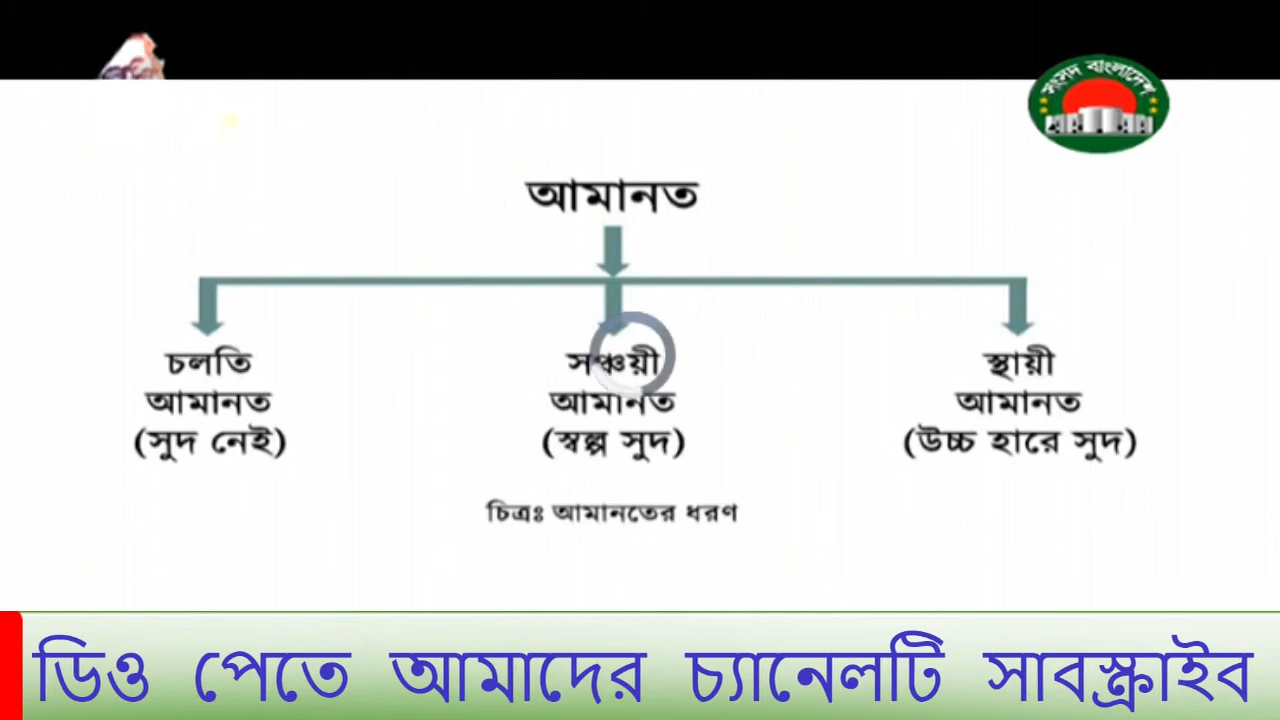 সংসদ বাংলাদেশ
আমানত
চলতি
আমানত
(সুদ নেই)
সঞ্চয়ী
আমানত
(স্বল্প সুদ)
স্থায়ী
আমানত
(উচ্চ হারে সুদ)
চিত্রঃ আমানতের ধরণ
ডিও পেতে আমাদের চ্যানেলটি সাবস্ক্রাইব